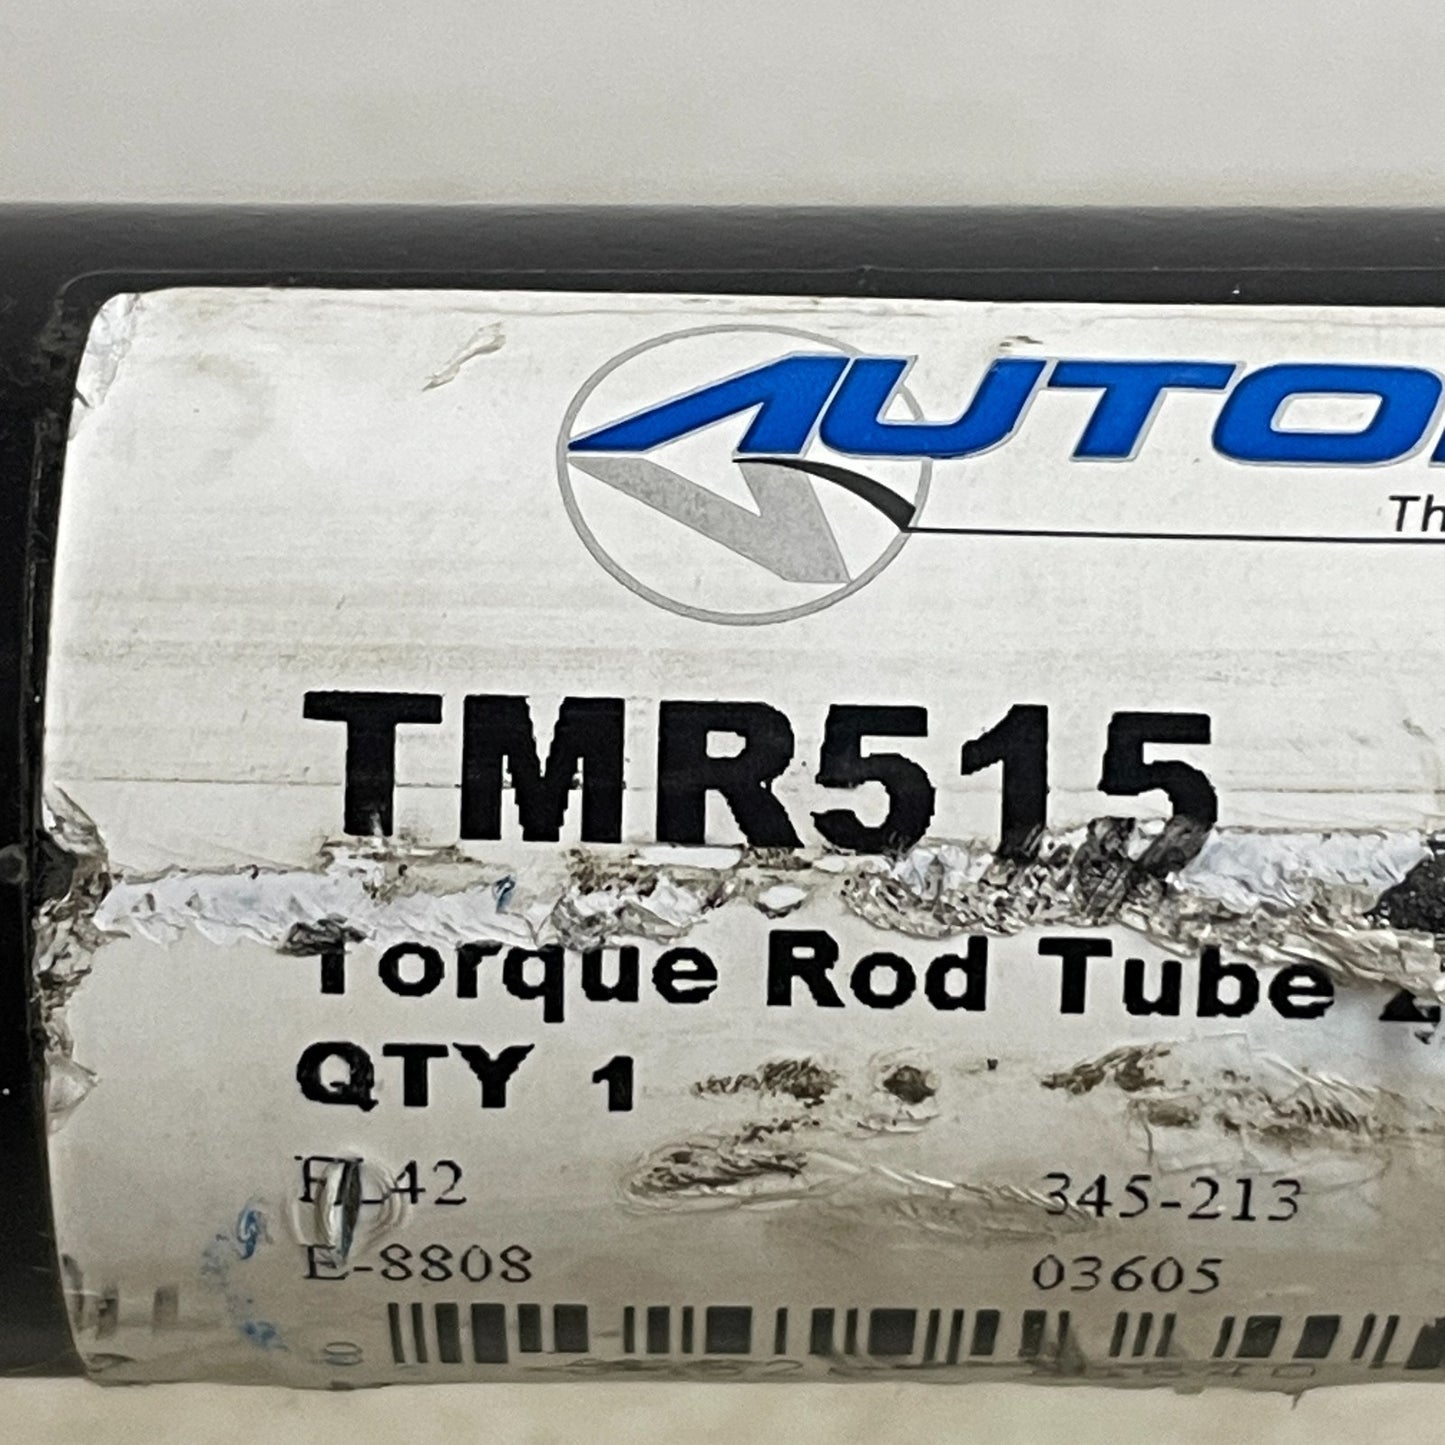 AUTO
Th
TMR515
Torque Rod Tube
QTY 1
345-213
E-8808
03605